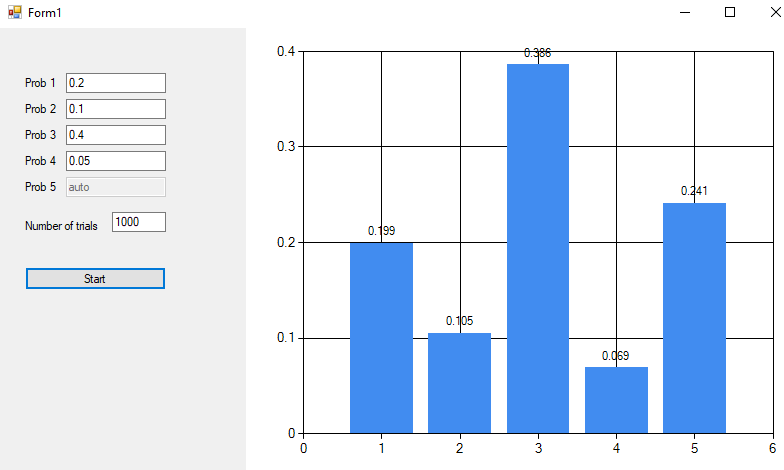 Form1
Prob 1 0.2
Prob 2 0.1
Prob 3 0.4
Prob 4 0.05
Prob 5 auto
Number of trials 1000
Start
0.4
0.3
0.2
0.1
0
0.199
0.105
0.386
0.069
0.241
0 1 2 3 4 5 6